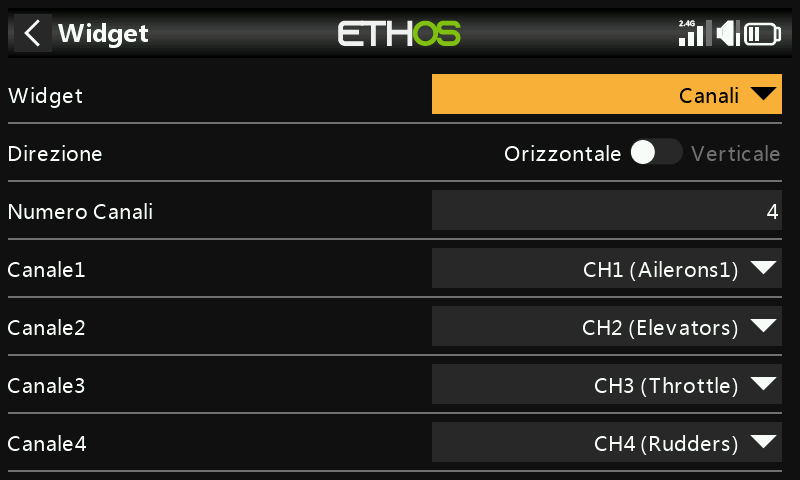 Widget
ETHOS
2.4G
Widget Canali
Direzione Orizzontale Verticale
Numero Canali 4
Canale1 CH1 (Ailerons1)
Canale2 CH2 (Elevators)
Canale3 CH3 (Throttle)
Canale4 CH4 (Rudders)